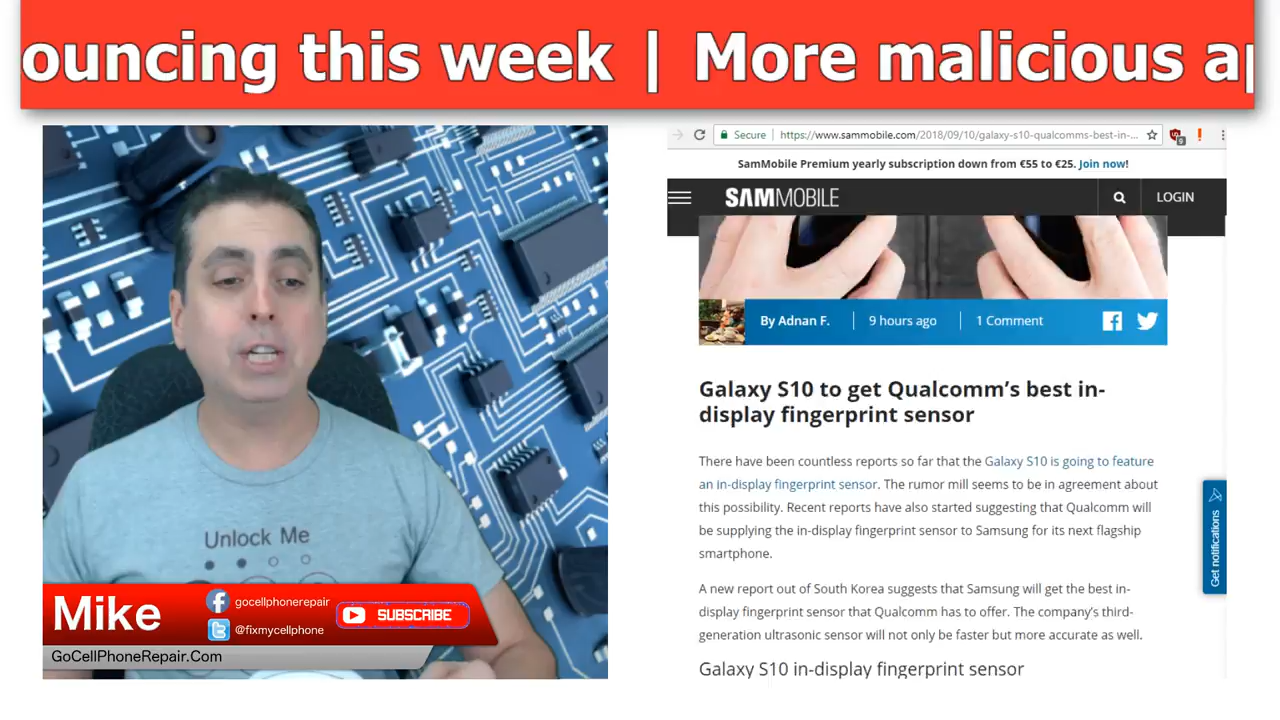 ouncing this week | More malicious ap
Secure | https://www.sammobile.com/2018/09/10/galaxy-s10-qualcomms-best-in-...
9
SamMobile Premium yearly subscription down from €55 to €25. Join now!
SAMMOBILE
LOGIN
By Adnan F. | 9 hours ago | 1 Comment
Galaxy S10 to get Qualcomm’s best in-
display fingerprint sensor
There have been countless reports so far that the Galaxy S10 is going to feature
an in-display fingerprint sensor. The rumor mill seems to be in agreement about
this possibility. Recent reports have also started suggesting that Qualcomm will
be supplying the in-display fingerprint sensor to Samsung for its next flagship
smartphone.
A new report out of South Korea suggests that Samsung will get the best in-
display fingerprint sensor that Qualcomm has to offer. The company’s third-
generation ultrasonic sensor will not only be faster but more accurate as well.
Galaxy S10 in-display fingerprint sensor
Get notifications
Unlock Me
Mike
gocellphonerepair
@fixmycellphone
SUBSCRIBE
GoCellPhoneRepair.Com